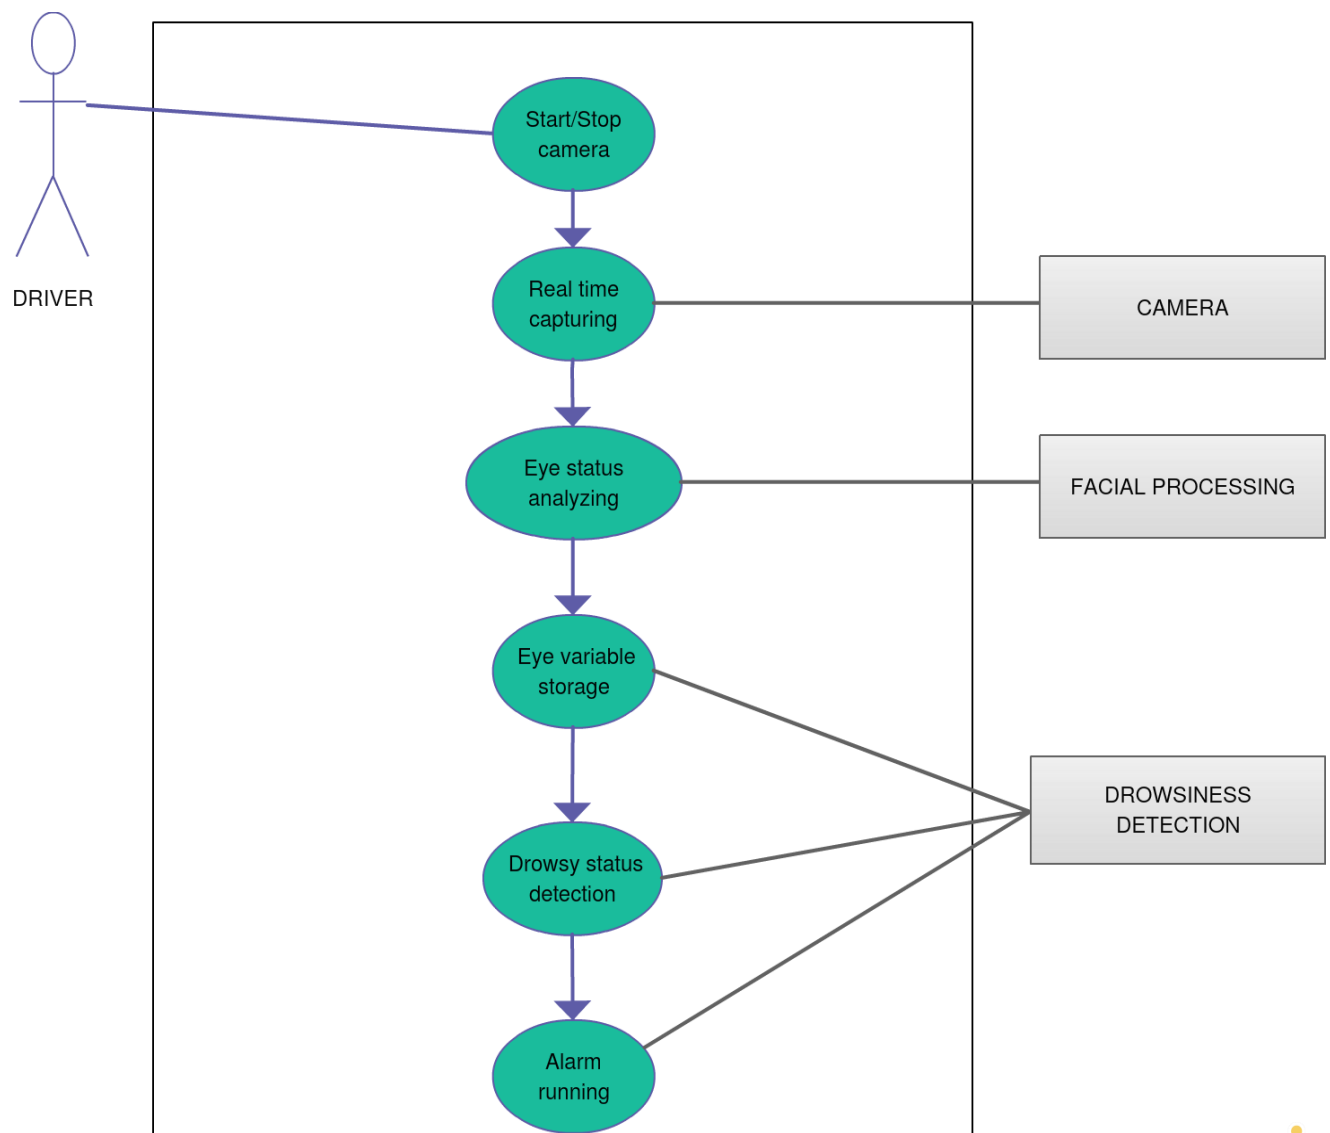 Start/Stop
camera
DRIVER
Real time
capturing
CAMERA
Eye status
analyzing
FACIAL PROCESSING
Eye variable
storage
DROWSINESS
DETECTION
Drowsy status
detection
Alarm
running